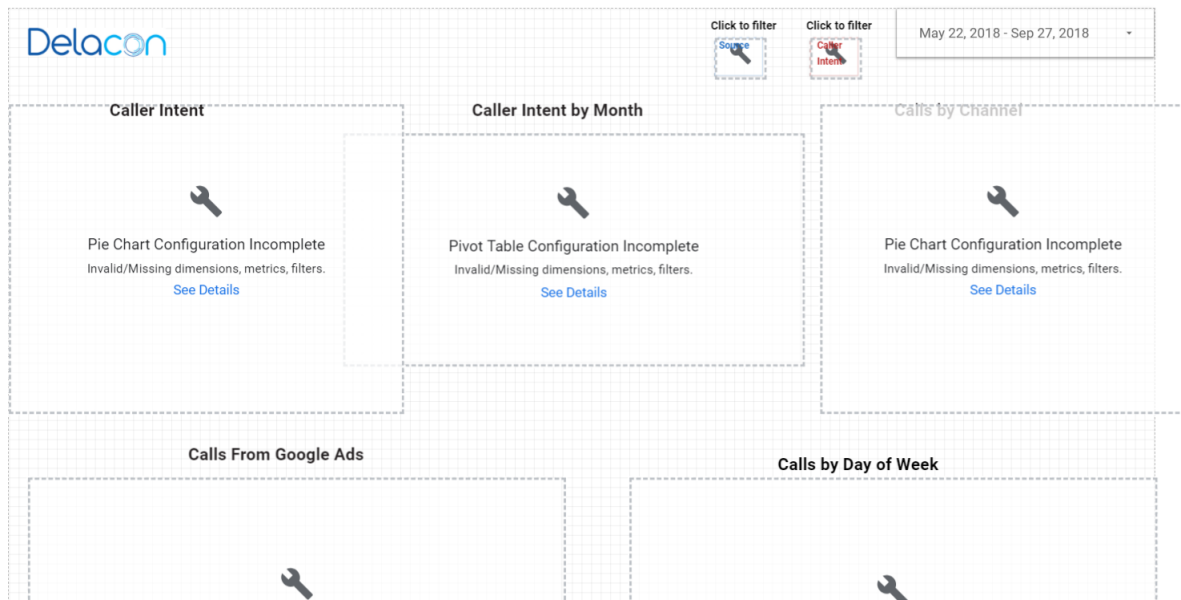 Delacon
Click to filter
Click to filter
May 22, 2018 - Sep 27, 2018
Source
Caller
Intent
Caller Intent
Caller Intent by Month
Calls by Channel
Pie Chart Configuration Incomplete
Invalid/Missing dimensions, metrics, filters.
See Details
Pivot Table Configuration Incomplete
Invalid/Missing dimensions, metrics, filters.
See Details
Pie Chart Configuration Incomplete
Invalid/Missing dimensions, metrics, filters.
See Details
Calls From Google Ads
Calls by Day of Week